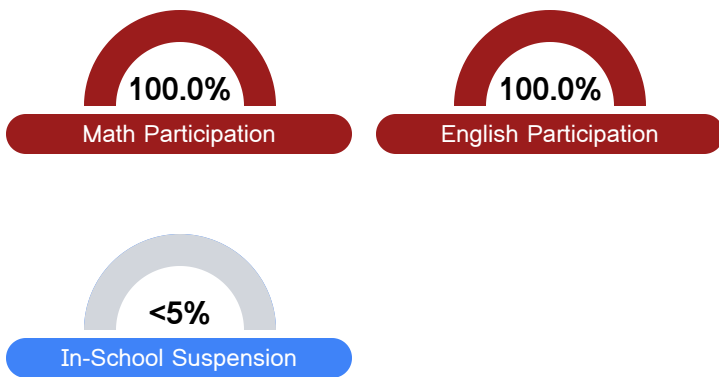 100.0%
Math Participation
100.0%
English Participation
<5%
In-School Suspension